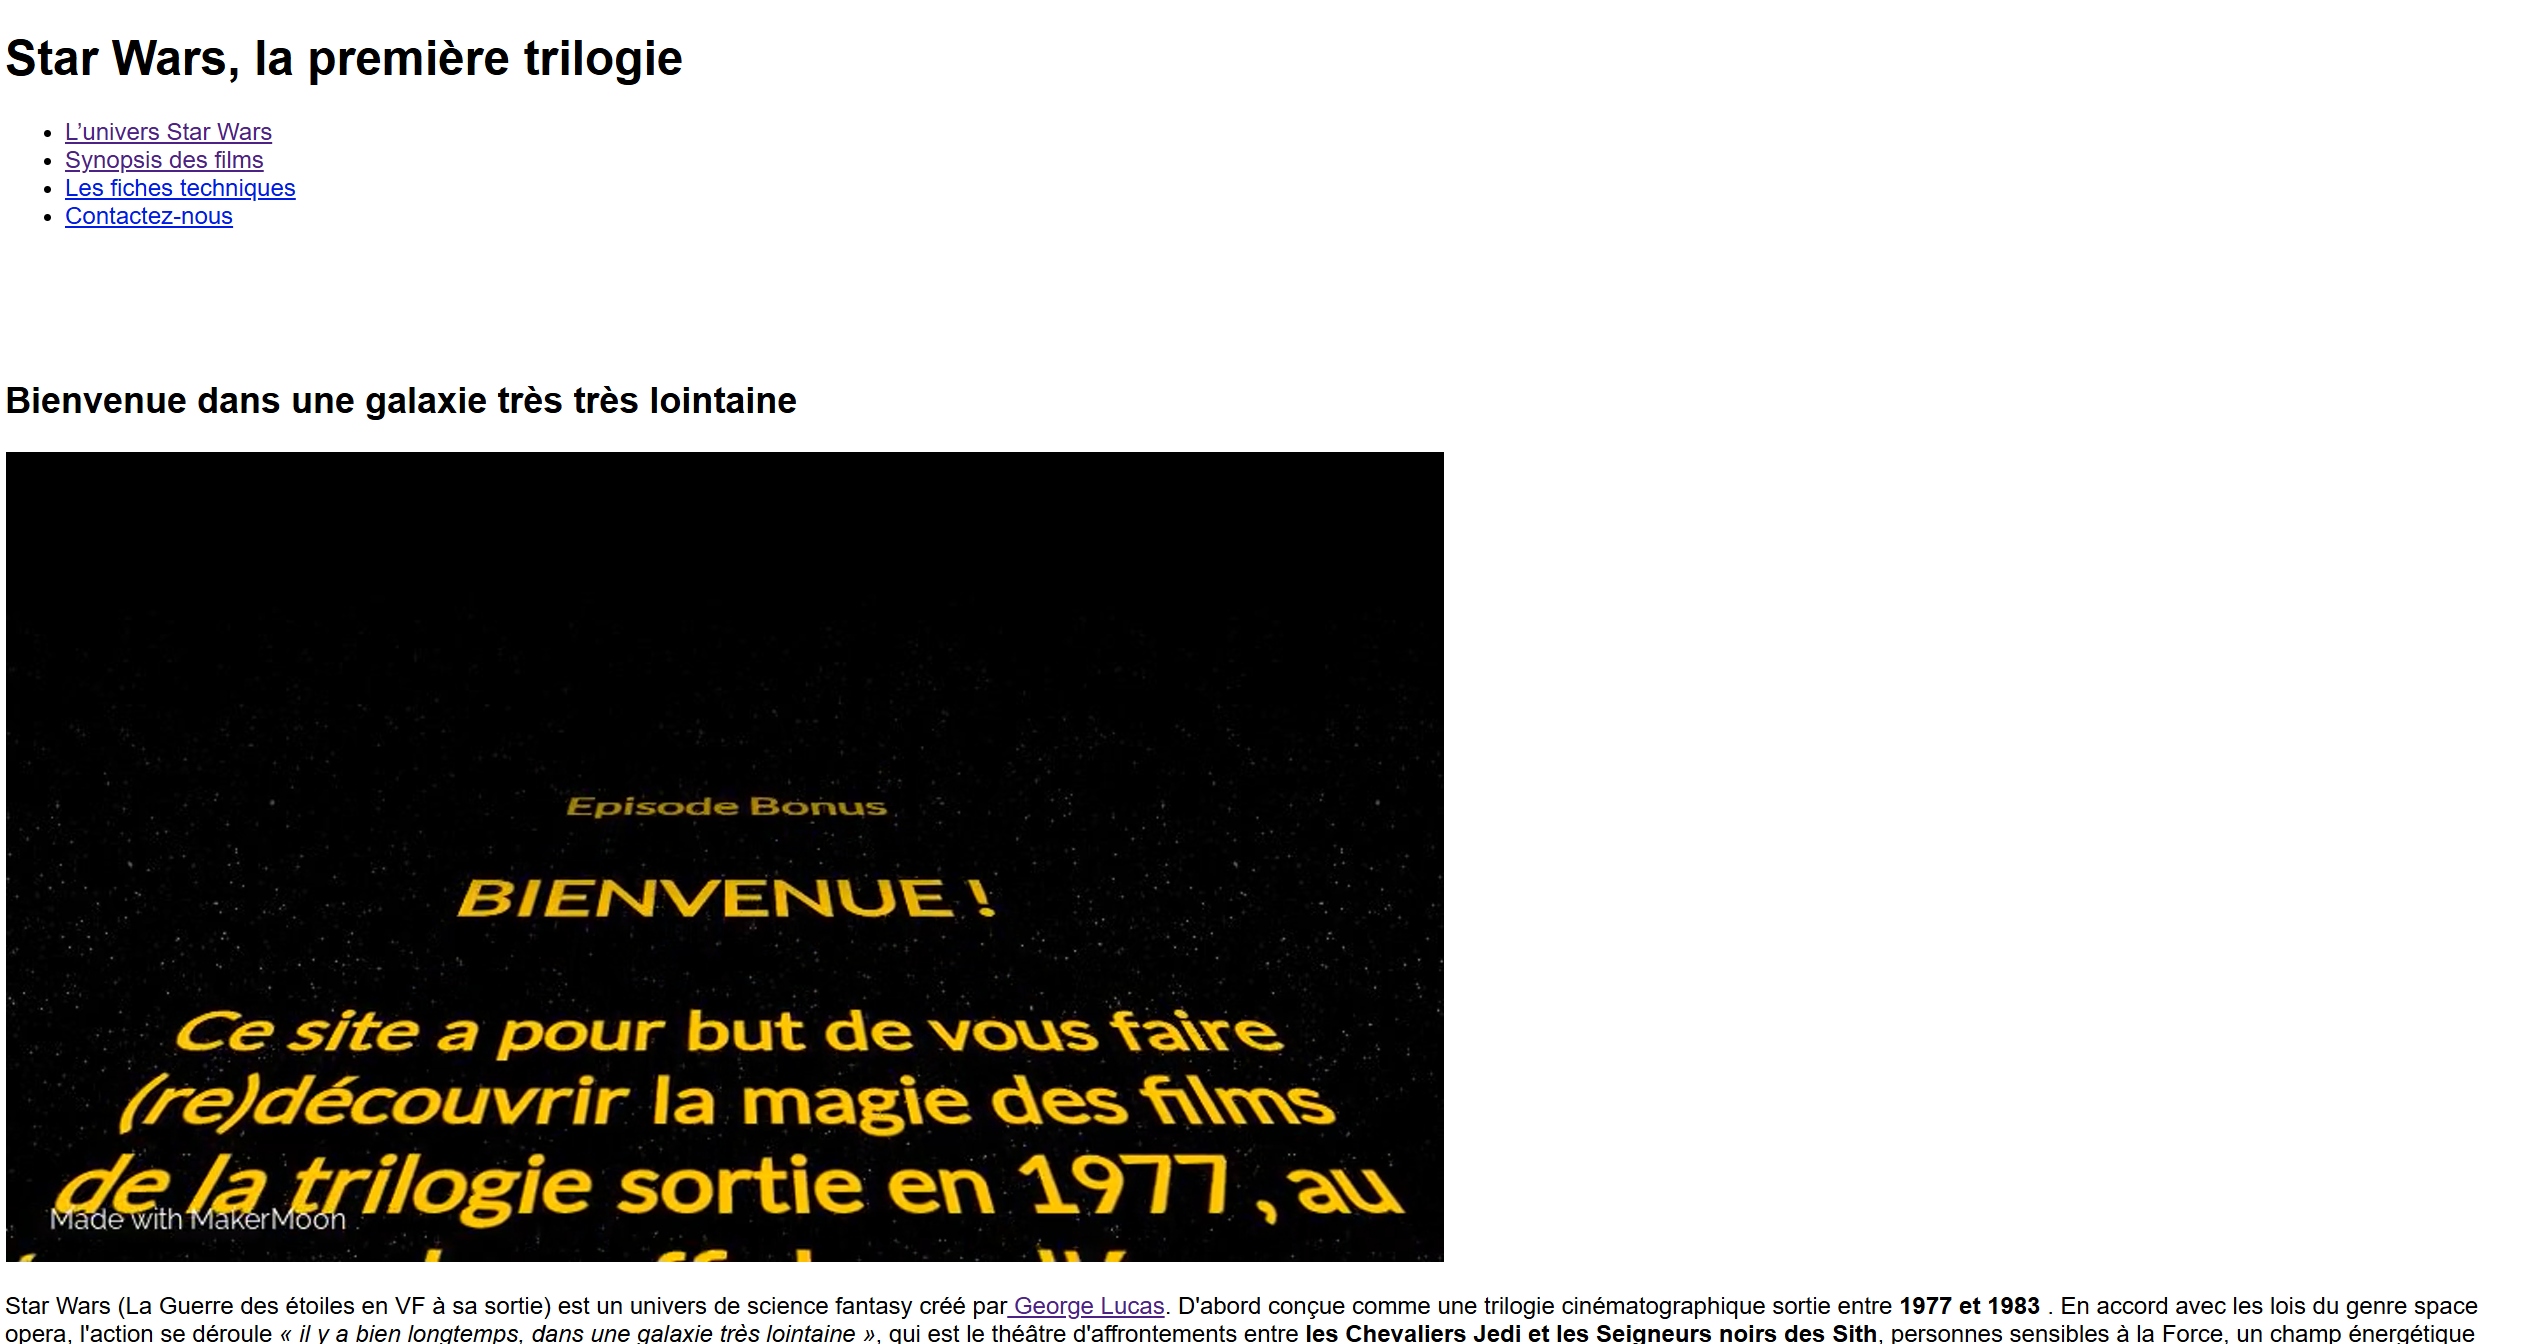 Star Wars, la première trilogie
L’univers Star Wars
Synopsis des films
Les fiches techniques
Contactez-nous
Bienvenue dans une galaxie très très lointaine
Episode Bonus
BIENVENUE !
Ce site a pour but de vous faire
(re)découvrir la magie des films
de la trilogie sortie en 1977 , au
Made with MakerMoon
Star Wars (La Guerre des étoiles en VF à sa sortie) est un univers de science fantasy créé par George Lucas. D'abord conçue comme une trilogie cinématographique sortie entre 1977 et 1983 . En accord avec les lois du genre space
opera, l'action se déroule « il y a bien longtemps, dans une galaxie très lointaine », qui est le théâtre d'affrontements entre les Chevaliers Jedi et les Seigneurs noirs des Sith, personnes sensibles à la Force, un champ énergétique